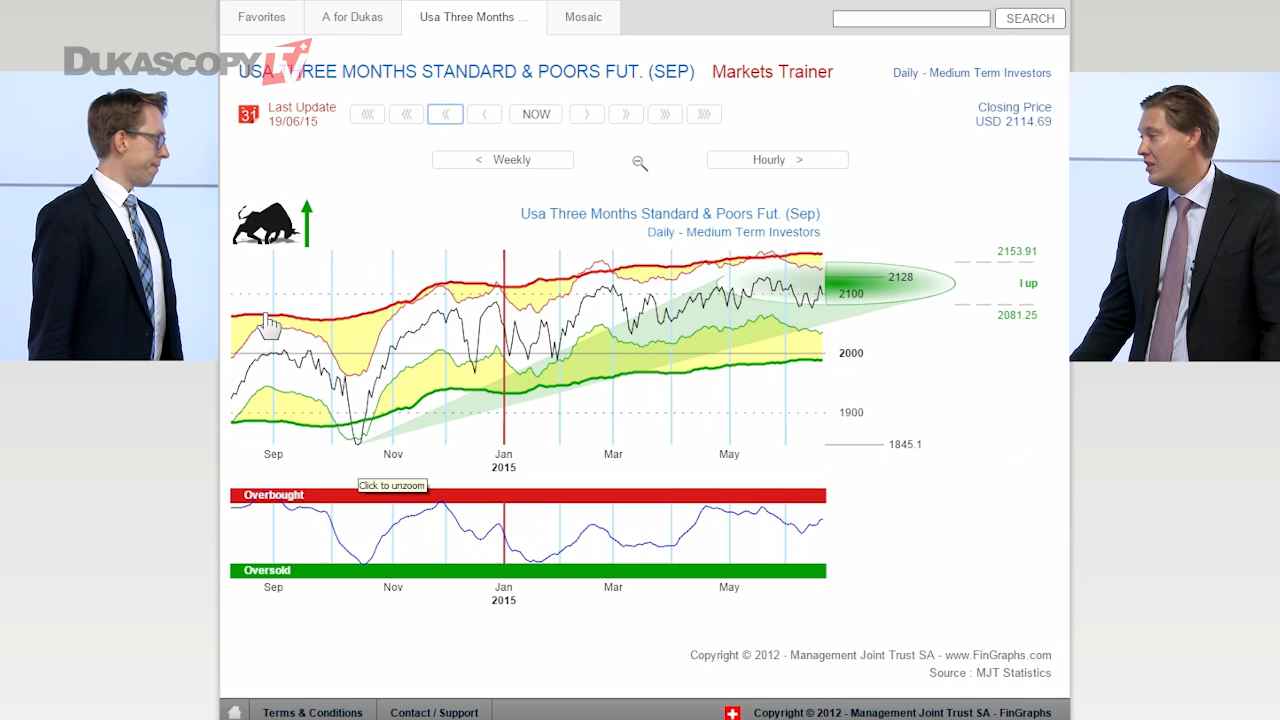 Favorites
A for Dukas
Usa Three Months ...
Mosaic
SEARCH
DUKASCOPY TV
USA THREE MONTHS STANDARD & POORS FUT. (SEP) Markets Trainer
Daily - Medium Term Investors
31
Last Update
19/06/15
NOW
Closing Price
USD 2114.69
< Weekly
Hourly >
Usa Three Months Standard & Poors Fut. (Sep)
Daily - Medium Term Investors
2153.91
2128
I up
2100
2081.25
2000
1900
1845.1
Sep Nov Jan Mar May
2015
Click to unzoom
Overbought
Oversold
Sep Nov Jan Mar May
2015
Copyright © 2012 - Management Joint Trust SA - www.FinGraphs.com
Source : MJT Statistics
Terms & Conditions
Contact / Support
Copyright © 2012 - Management Joint Trust SA - FinGraphs